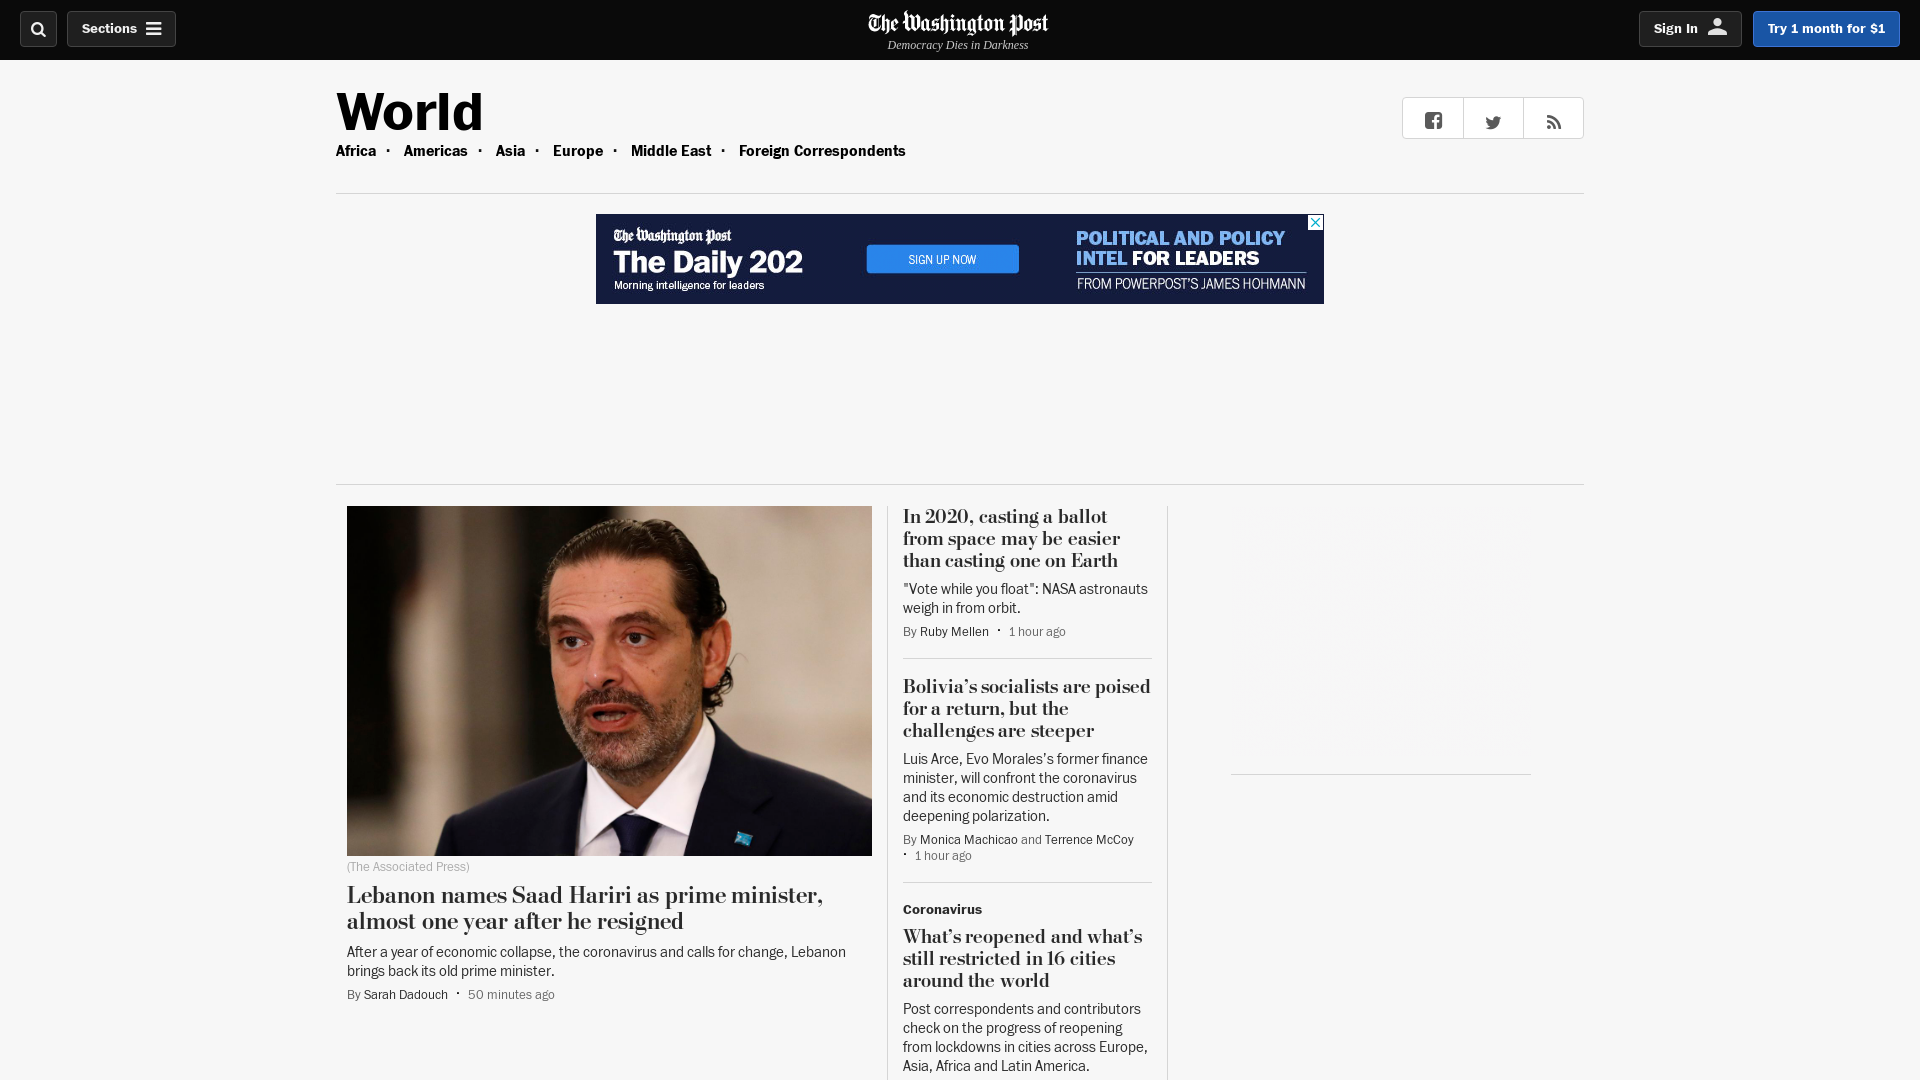 Sections
The Washington Post
Democracy Dies in Darkness
Sign In
Try 1 month for $1
World
Africa · Americas · Asia · Europe · Middle East · Foreign Correspondents
The Washington Post
The Daily 202
Morning intelligence for leaders
SIGN UP NOW
POLITICAL AND POLICY
INTEL FOR LEADERS
FROM POWERPOST'S JAMES HOHMANN
(The Associated Press)
Lebanon names Saad Hariri as prime minister,
almost one year after he resigned
After a year of economic collapse, the coronavirus and calls for change, Lebanon
brings back its old prime minister.
By Sarah Dadouch · 50 minutes ago
In 2020, casting a ballot
from space may be easier
than casting one on Earth
"Vote while you float": NASA astronauts
weigh in from orbit.
By Ruby Mellen · 1 hour ago
Bolivia’s socialists are poised
for a return, but the
challenges are steeper
Luis Arce, Evo Morales’s former finance
minister, will confront the coronavirus
and its economic destruction amid
deepening polarization.
By Monica Machicao and Terrence McCoy
· 1 hour ago
Coronavirus
What’s reopened and what’s
still restricted in 16 cities
around the world
Post correspondents and contributors
check on the progress of reopening
from lockdowns in cities across Europe,
Asia, Africa and Latin America.